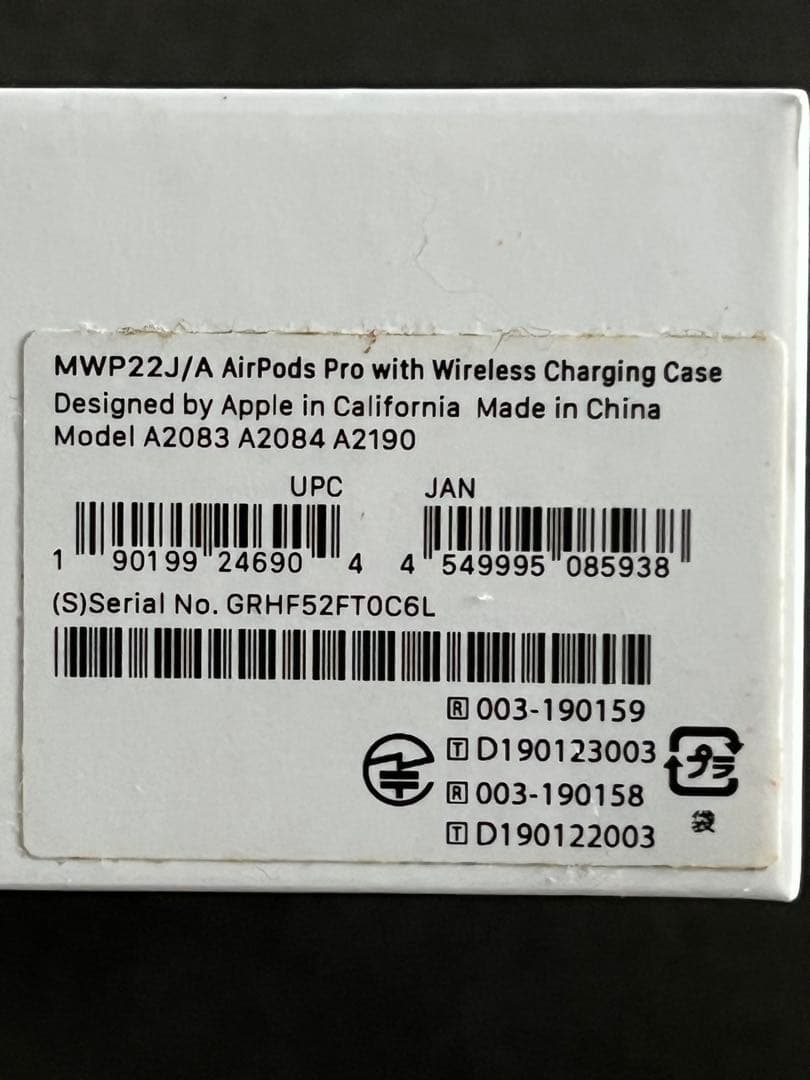 MWP22J/A AirPods Pro with Wireless Charging Case
Designed by Apple in California Made in China
Model A2083 A2084 A2190
UPC JAN
1 90199 24690 4 4 549995 085938
(S)Serial No. GRHF52FT0C6L
R 003-190159
T D190123003
R 003-190158
T D190122003
プラ
袋